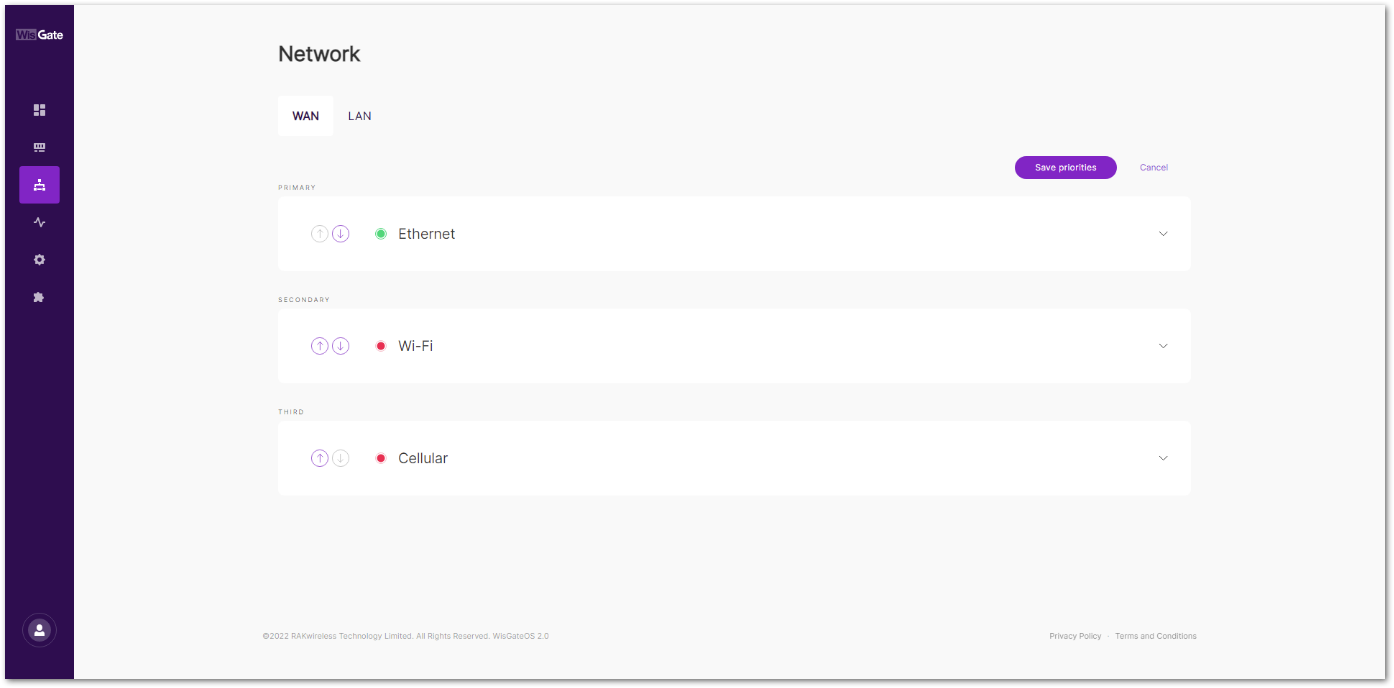 WisGate
Network
WAN LAN
Save priorities Cancel
PRIMARY
Ethernet
SECONDARY
Wi-Fi
THIRD
Cellular
©2022 RAKwireless Technology Limited. All Rights Reserved. WisGateOS 2.0 Privacy Policy · Terms and Conditions